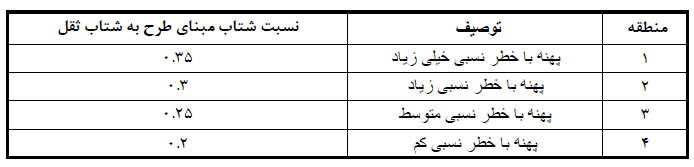 منطقه توصیف نسبت شتاب مبنای طرح به شتاب ثقل
۱ پهنه با خطر نسبی خیلی زیاد ۰.۳۵
۲ پهنه با خطر نسبی زیاد ۰.۳
۳ پهنه با خطر نسبی متوسط ۰.۲۵
۴ پهنه با خطر نسبی کم ۰.۲